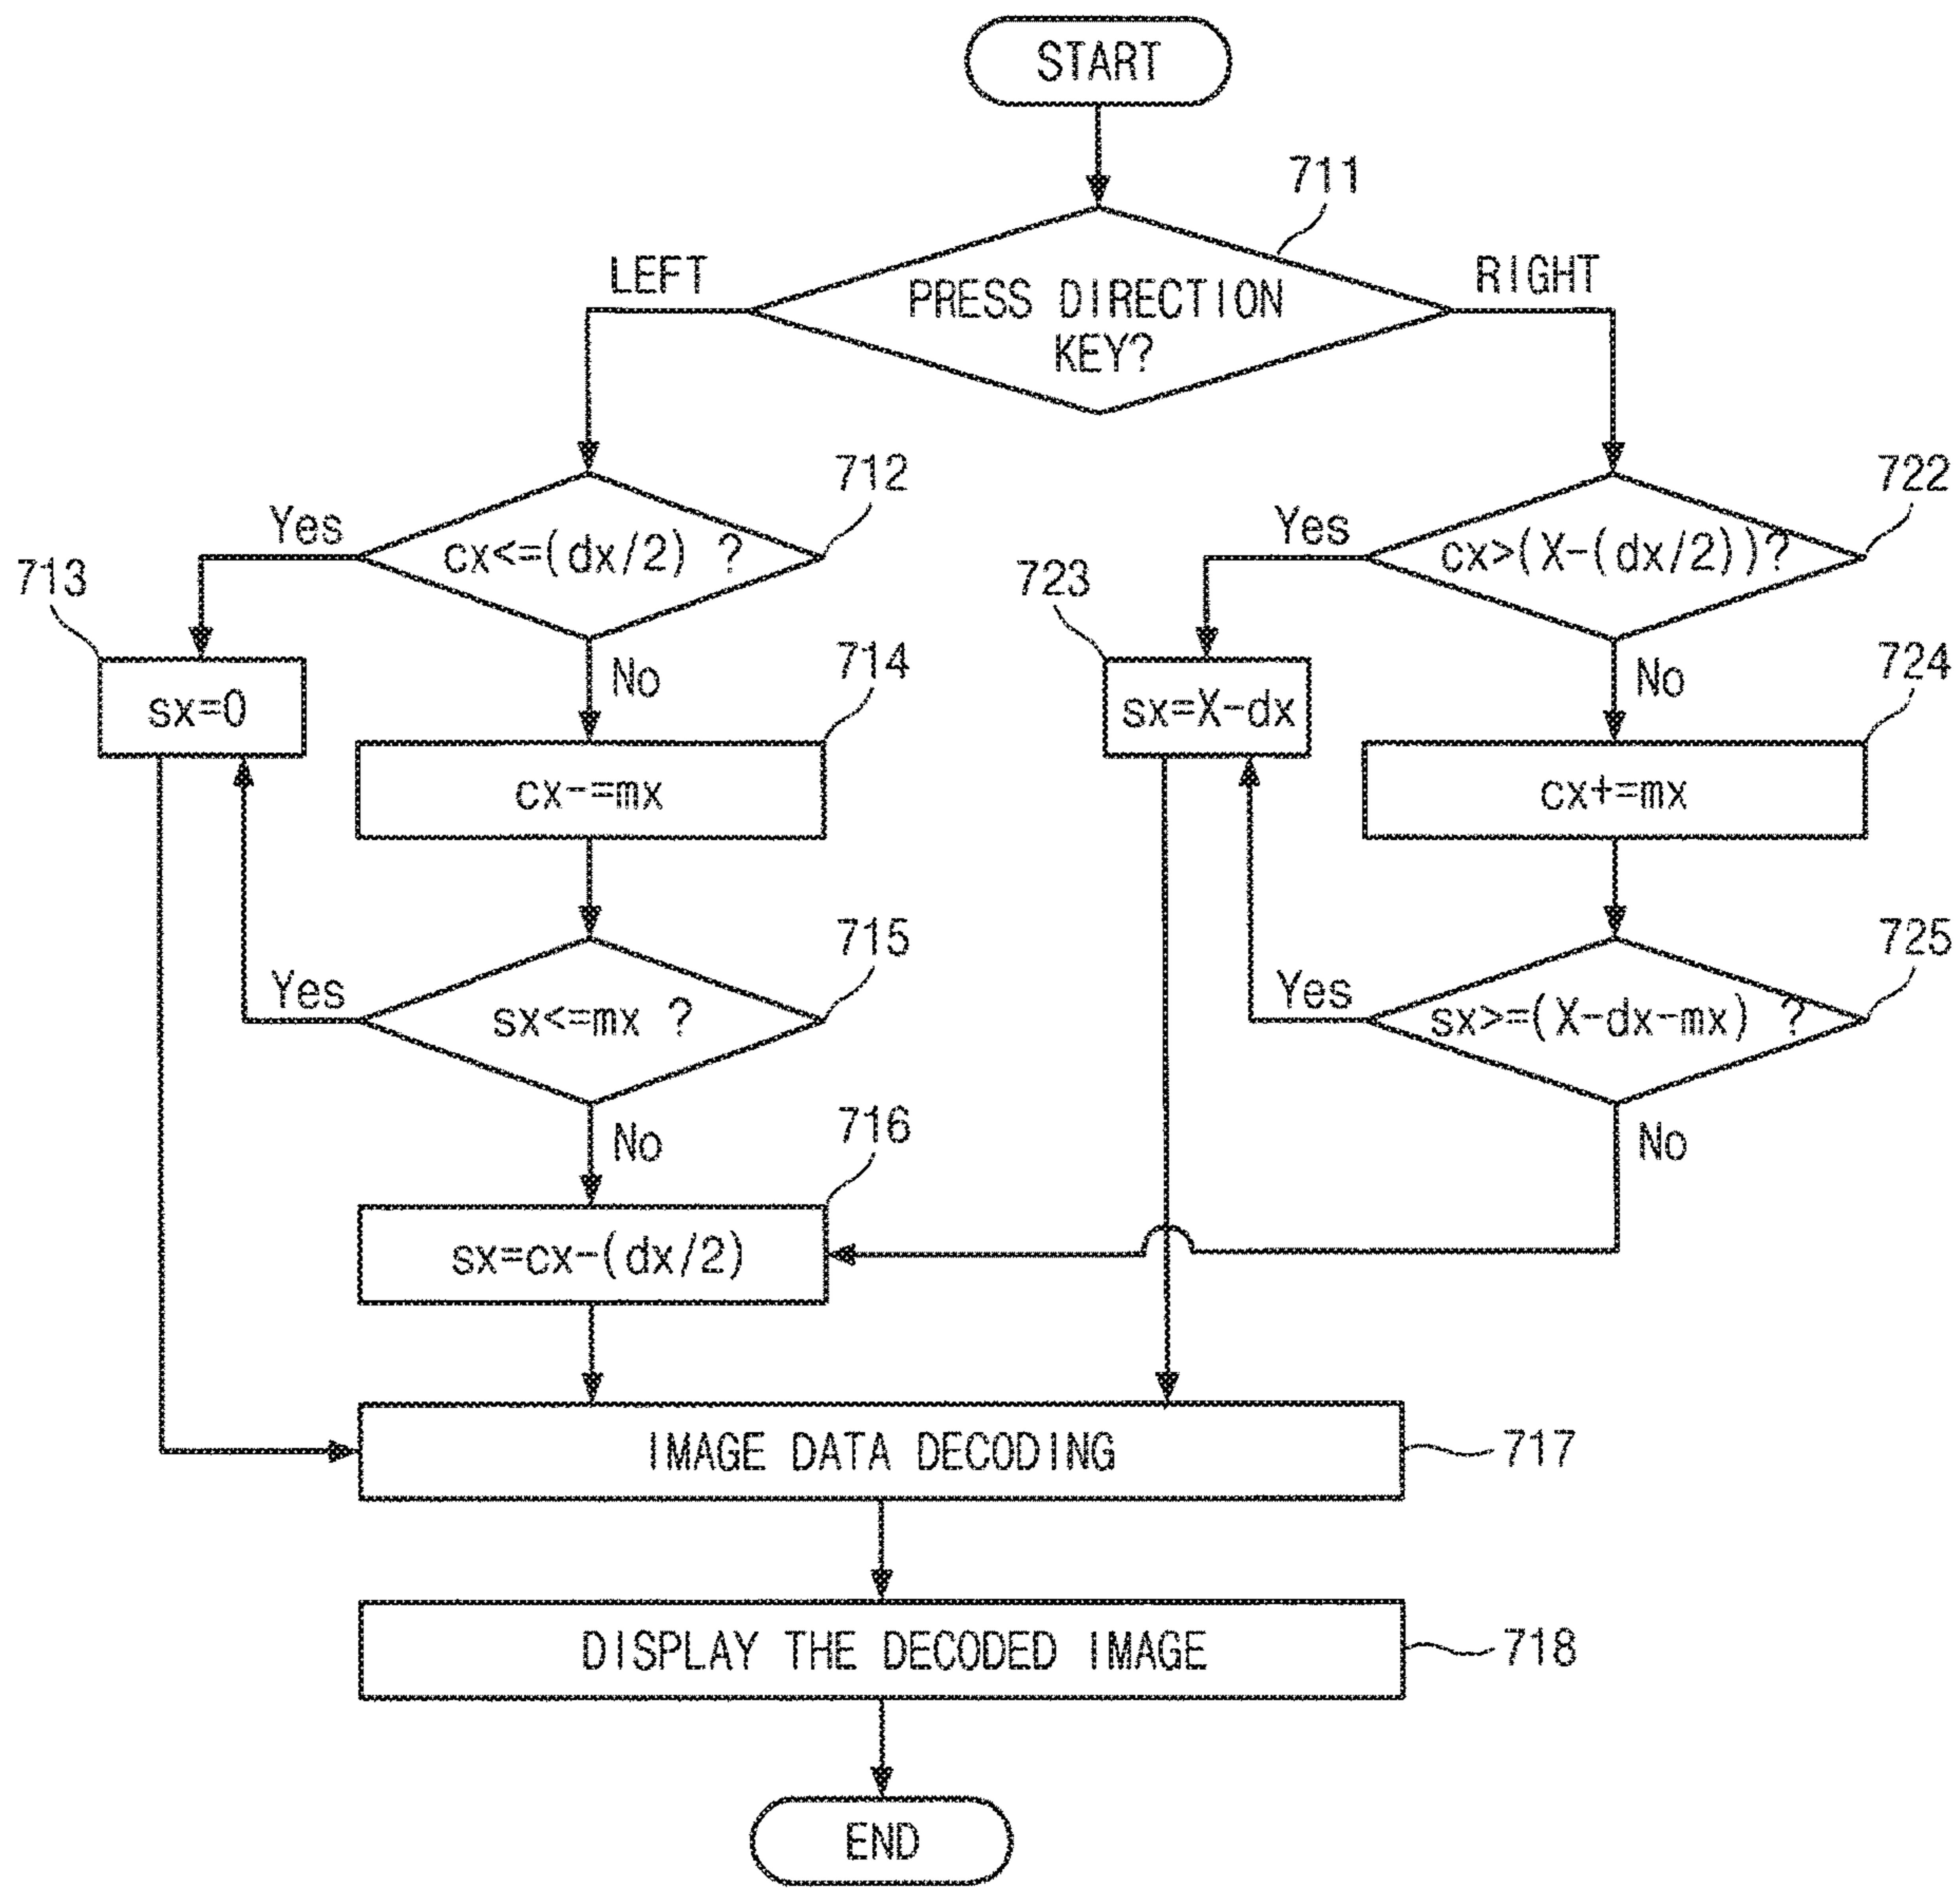 START
711
LEFT
RIGHT
PRESS DIRECTION
KEY?
712
722
Yes
cx<=(dx/2) ?
Yes
cx>(X-(dx/2))?
713
723
No
714
No
724
sx=0
sx=X-dx
cx-=mx
cx+=mx
715
725
Yes
sx<=mx ?
Yes
sx>=(X-dx-mx) ?
716
No
No
sx=cx-(dx/2)
IMAGE DATA DECODING
717
DISPLAY THE DECODED IMAGE
718
END